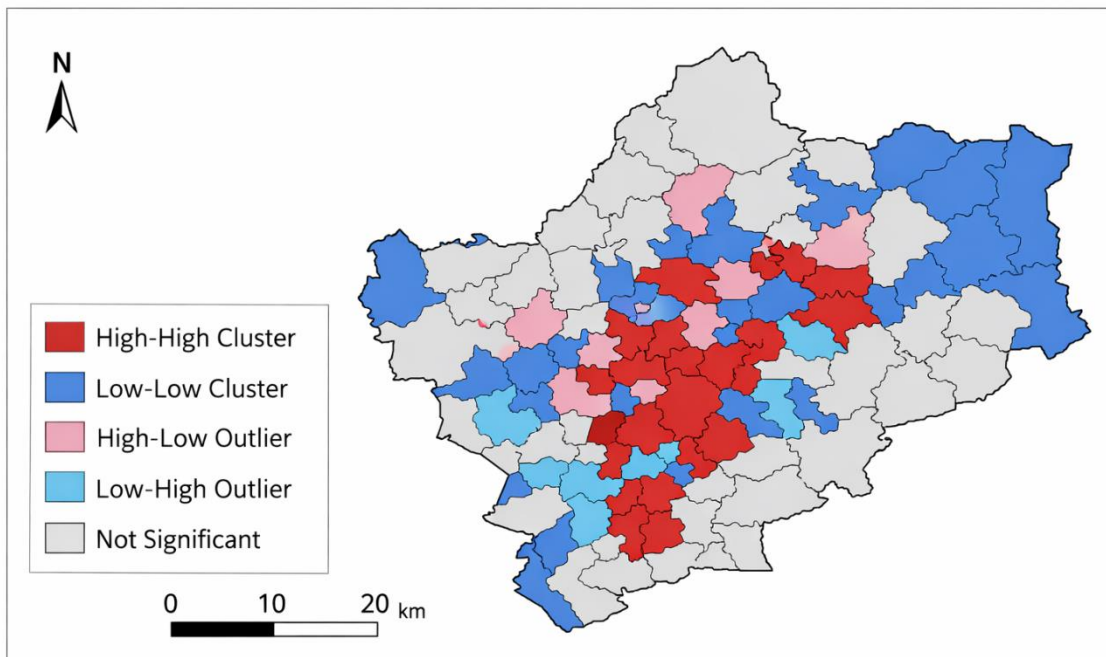 N
High-High Cluster
Low-Low Cluster
High-Low Outlier
Low-High Outlier
Not Significant
0 10 20 km